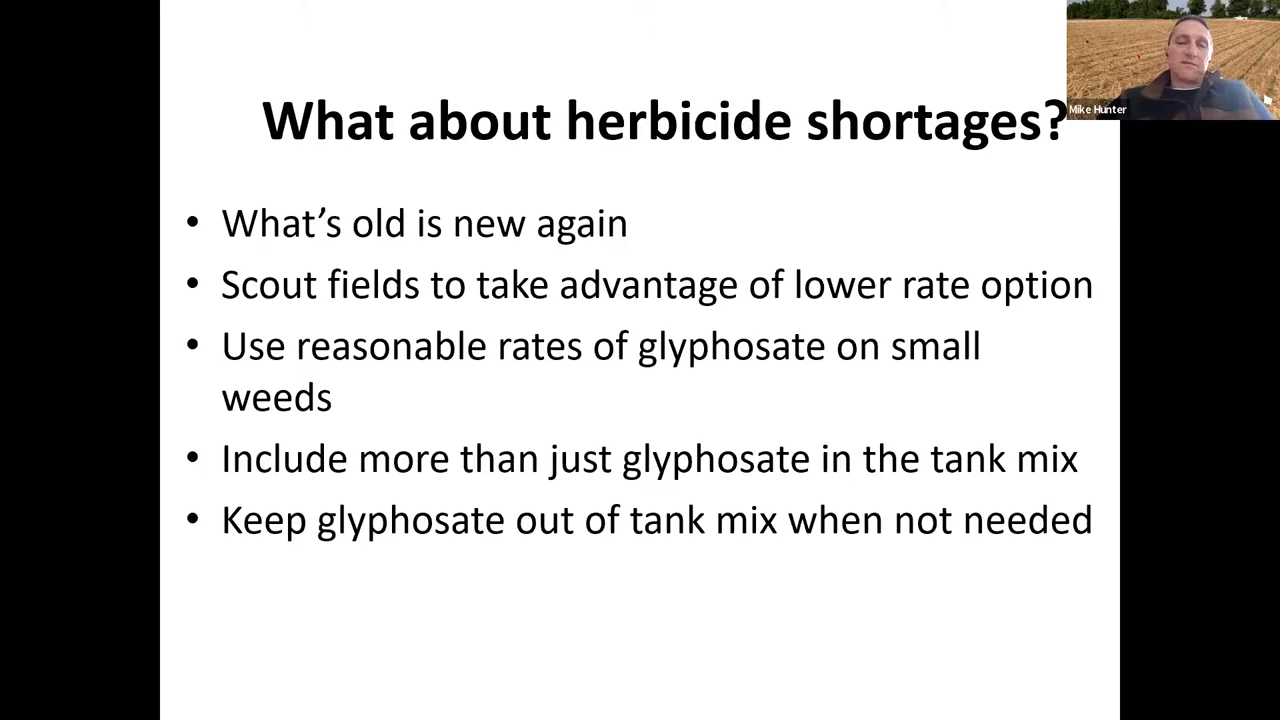 What about herbicide shortages?
Mike Hunter
• What’s old is new again
• Scout fields to take advantage of lower rate option
• Use reasonable rates of glyphosate on small
weeds
• Include more than just glyphosate in the tank mix
• Keep glyphosate out of tank mix when not needed